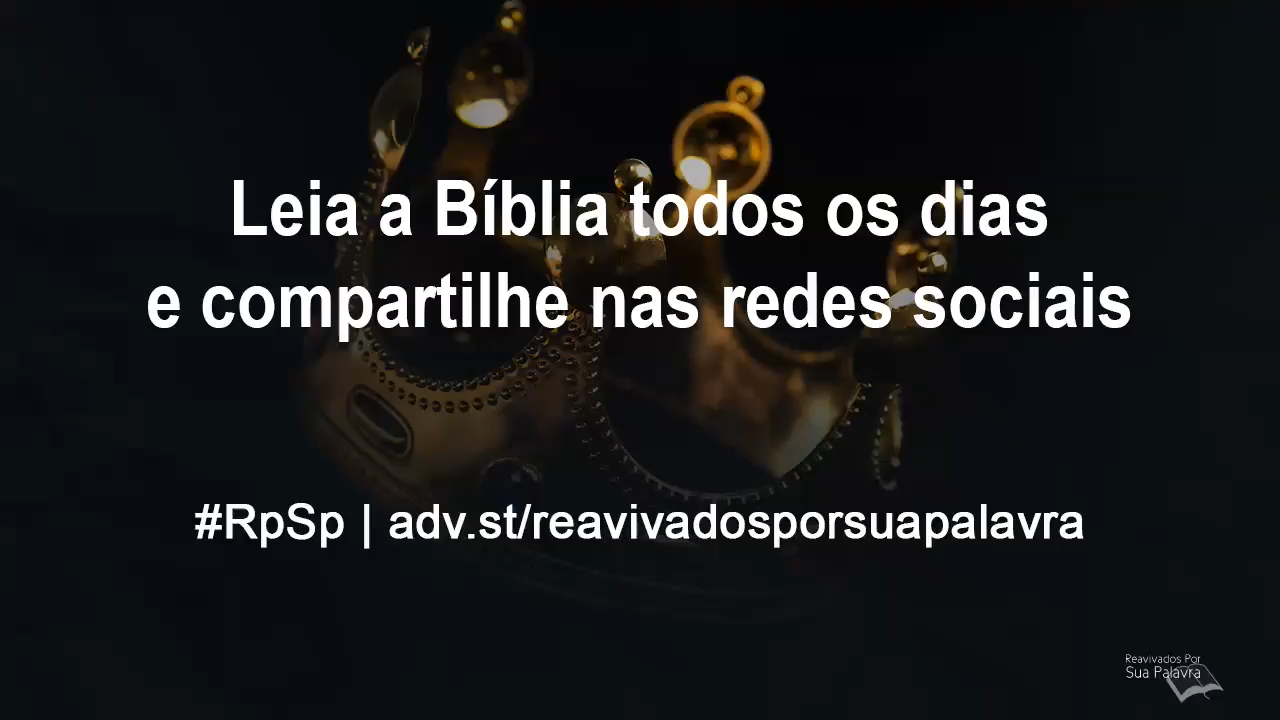 Leia a Bíblia todos os dias
e compartilhe nas redes sociais
#RpSp | adv.st/reavivadosporsuapalavra
Reavivados Por
Sua Palavra